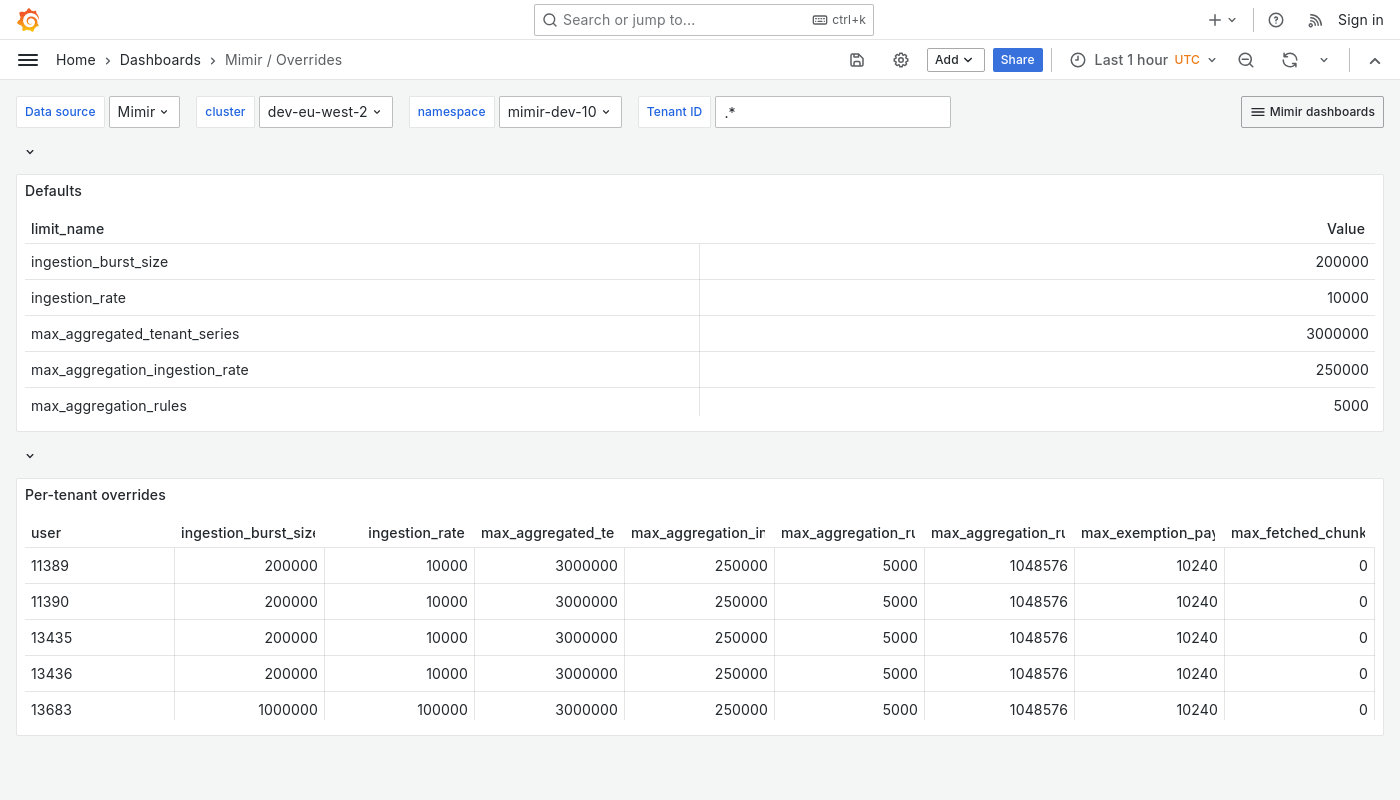 Search or jump to... ctrl+k Sign in
Home Dashboards Mimir / Overrides Add Share Last 1 hour UTC
Data source Mimir cluster dev-eu-west-2 namespace mimir-dev-10 Tenant ID .* Mimir dashboards
Defaults
limit_name Value
ingestion_burst_size 200000
ingestion_rate 10000
max_aggregated_tenant_series 3000000
max_aggregation_ingestion_rate 250000
max_aggregation_rules 5000
Per-tenant overrides
user ingestion_burst_size ingestion_rate max_aggregated_te max_aggregation_in max_aggregation_ru max_aggregation_ru max_exemption_pay max_fetched_chunk
11389 200000 10000 3000000 250000 5000 1048576 10240 0
11390 200000 10000 3000000 250000 5000 1048576 10240 0
13435 200000 10000 3000000 250000 5000 1048576 10240 0
13436 200000 10000 3000000 250000 5000 1048576 10240 0
13683 1000000 100000 3000000 250000 5000 1048576 10240 0